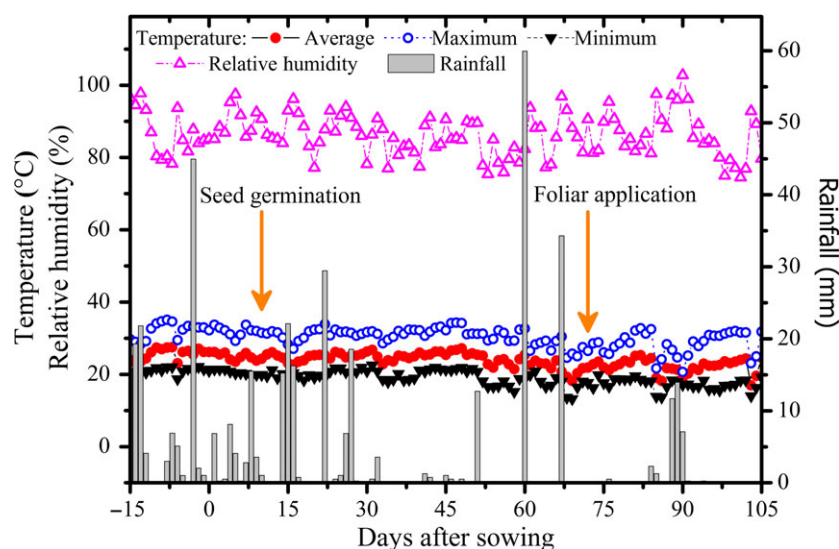 Temperature: Average Maximum Minimum
Relative humidity Rainfall
100
80
60
40
20
0
Temperature (°C)
Relative humidity (%)
Seed germination
Foliar application
60
50
40
30
20
10
0
Rainfall (mm)
−15 0 15 30 45 60 75 90 105
Days after sowing